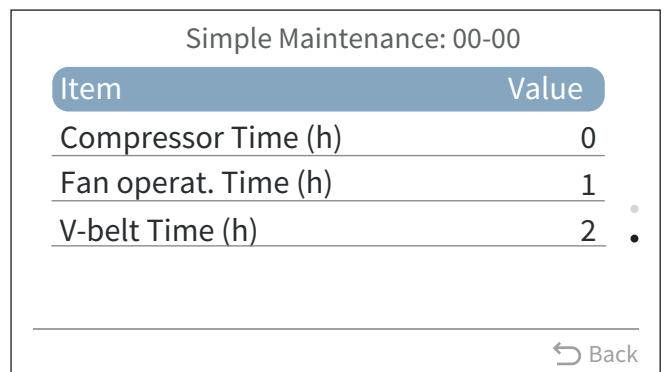 Simple Maintenance: 00-00
Item Value
Compressor Time (h) 0
Fan operat. Time (h) 1
V-belt Time (h) 2
Back